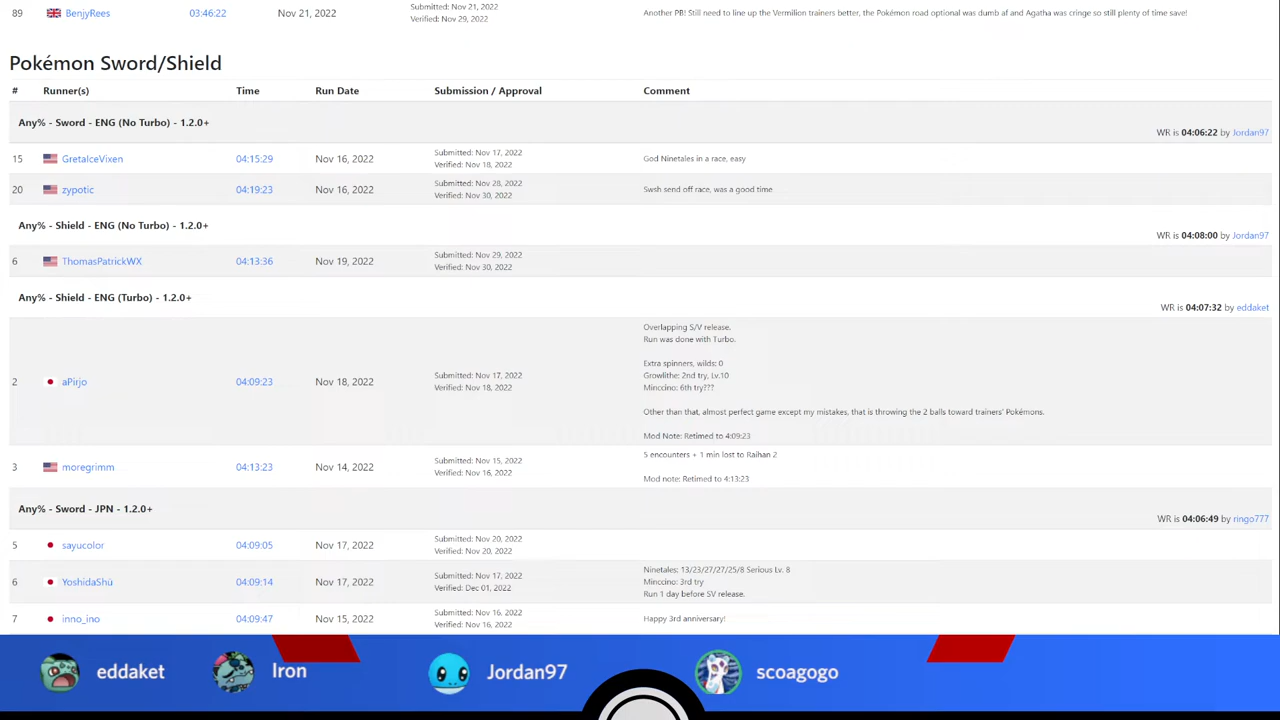 89 BenjyRees 03:46:22 Nov 21, 2022 Submitted: Nov 21, 2022 Another PB! Still need to line up the Vermilion trainers better, the Pokémon road optional was dumb af and Agatha was cringe so still plenty of time save!
Verified: Nov 29, 2022
Pokémon Sword/Shield
# Runner(s) Time Run Date Submission / Approval Comment
Any% - Sword - ENG (No Turbo) - 1.2.0+
WR is 04:06:22 by Jordan97
15 GretaIceVixen 04:15:29 Nov 16, 2022 Submitted: Nov 17, 2022 God Ninetales in a race, easy
Verified: Nov 18, 2022
20 zypotic 04:19:23 Nov 16, 2022 Submitted: Nov 28, 2022 Swsh send off race, was a good time
Verified: Nov 30, 2022
Any% - Shield - ENG (No Turbo) - 1.2.0+
WR is 04:08:00 by Jordan97
6 ThomasPatrickWX 04:13:36 Nov 19, 2022 Submitted: Nov 29, 2022
Verified: Nov 30, 2022
Any% - Shield - ENG (Turbo) - 1.2.0+
WR is 04:07:32 by eddaket
Overlapping S/V release.
Run was done with Turbo.
Extra spinners, wilds: 0
Growlithe: 2nd try, Lv.10
2 aPirjo 04:09:23 Nov 18, 2022 Submitted: Nov 17, 2022
Verified: Nov 18, 2022 Minccino: 6th try???
Other than that, almost perfect game except my mistakes, that is throwing the 2 balls toward trainers' Pokémons.
Mod Note: Retimed to 4:09:23
3 moregrimm 04:13:23 Nov 14, 2022 Submitted: Nov 15, 2022 5 encounters + 1 min lost to Raihan 2
Verified: Nov 16, 2022 Mod note: Retimed to 4:13:23
Any% - Sword - JPN - 1.2.0+
WR is 04:06:49 by ringo777
5 sayucolor 04:09:05 Nov 17, 2022 Submitted: Nov 20, 2022
Verified: Nov 20, 2022
Ninetales: 13/23/27/27/25/8 Serious Lv. 8
6 YoshidaShú 04:09:14 Nov 17, 2022 Submitted: Nov 17, 2022 Minccino: 3rd try
Verified: Dec 01, 2022 Run 1 day before SV release.
7 inno_ino 04:09:47 Nov 15, 2022 Submitted: Nov 16, 2022 Happy 3rd anniversary!
Verified: Nov 16, 2022
eddaket Iron Jordan97 scoagogo